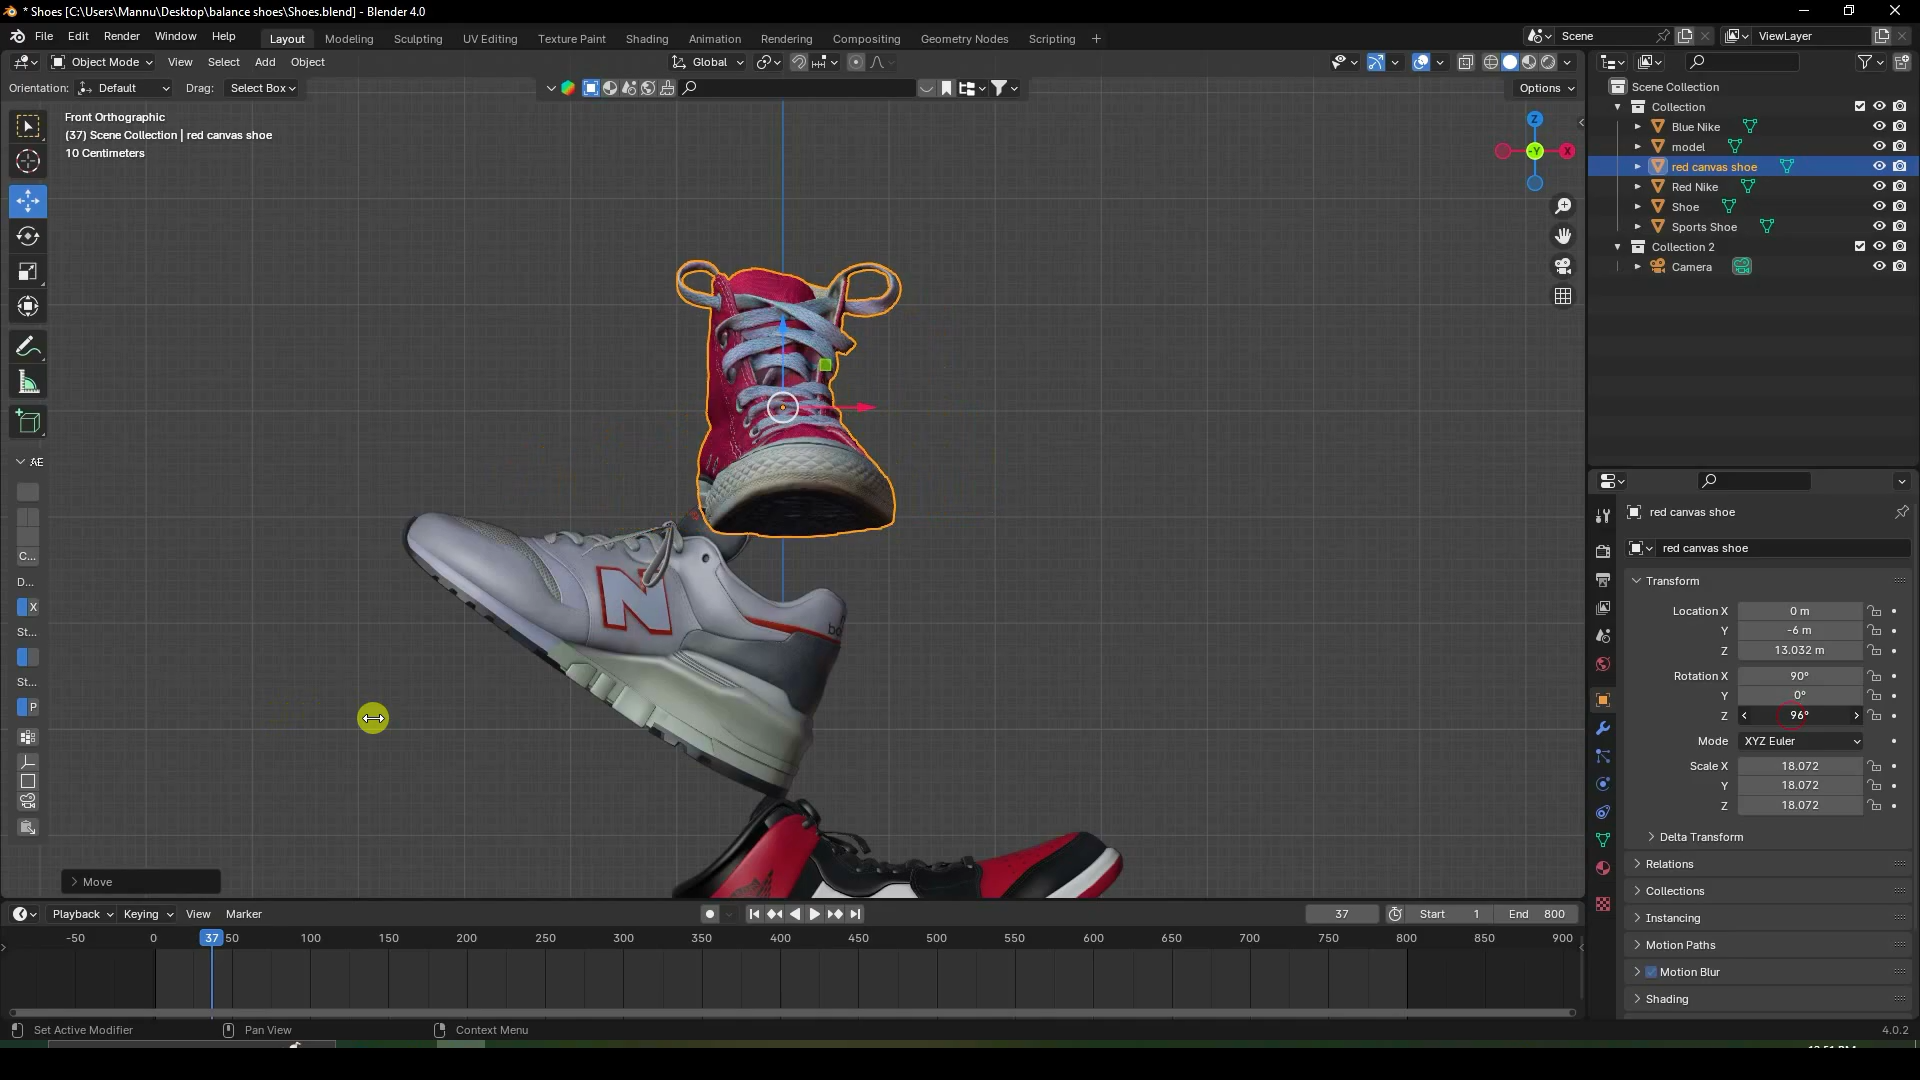 * Shoes [C:\Users\Mannu\Desktop\balance shoes\Shoes.blend] - Blender 4.0
File Edit Render Window Help
Layout Modeling Sculpting UV Editing Texture Paint Shading Animation Rendering Compositing Geometry Nodes Scripting +
Scene
ViewLayer
Object Mode View Select Add Object
Global
Orientation: Default Drag: Select Box
Options
Front Orthographic
(37) Scene Collection | red canvas shoe
10 Centimeters
Z
-Y
X
AE
C...
D...
X
St...
St...
P
N
Move
Scene Collection
Collection
Blue Nike
model
red canvas shoe
Red Nike
Shoe
Sports Shoe
Collection 2
Camera
red canvas shoe
red canvas shoe
Transform
Location X 0 m
Y -6 m
Z 13.032 m
Rotation X 90°
Y 0°
Z 96°
Mode XYZ Euler
Scale X 18.072
Y 18.072
Z 18.072
Delta Transform
Relations
Collections
Instancing
Motion Paths
Motion Blur
Shading
Playback Keying View Marker
37 Start 1 End 800
-50 0 37 50 100 150 200 250 300 350 400 450 500 550 600 650 700 750 800 850 900
Set Active Modifier Pan View Context Menu
4.0.2